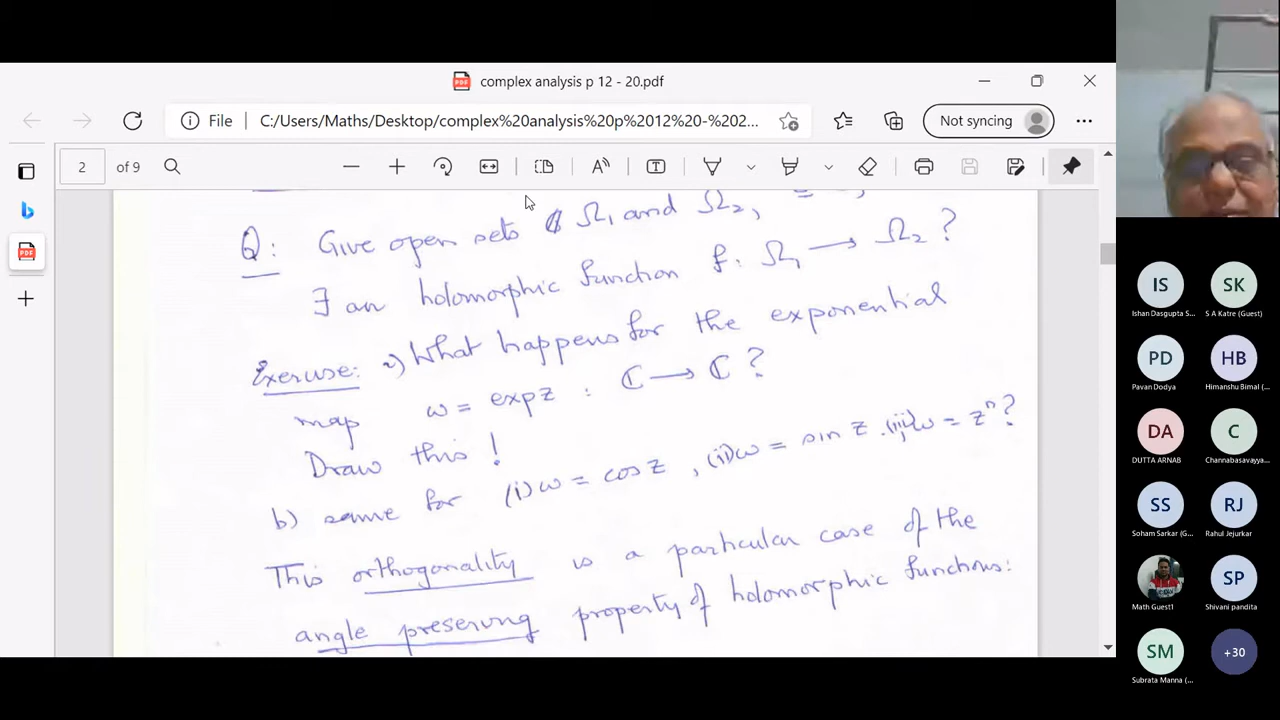 complex analysis p 12 - 20.pdf
File C:/Users/Maths/Desktop/complex%20analysis%20p%2012%20-%202... Not syncing
2 of 9
Q: Give open sets Ω₁ and Ω₂,
∃ an holomorphic function f: Ω₁ → Ω₂?
Exercise: a) What happens for the exponential
map w = exp z : ℂ → ℂ?
Draw this!
b) same for (i) w = cos z, (ii) w = sin z. (iii) w = zⁿ?
This orthogonality is a particular case of the
angle preserving property of holomorphic functions:
IS SK
Ishan Dasgupta S... S A Katre (Guest)
PD HB
Pavan Dodya Himanshu Bimal (...
DA C
DUTTA ARNAB Channabasavayya...
SS RJ
Soham Sarkar (G... Rahul Jejurkar
SP
Math Guest1 Shivani pandita
SM +30
Subrata Manna (...